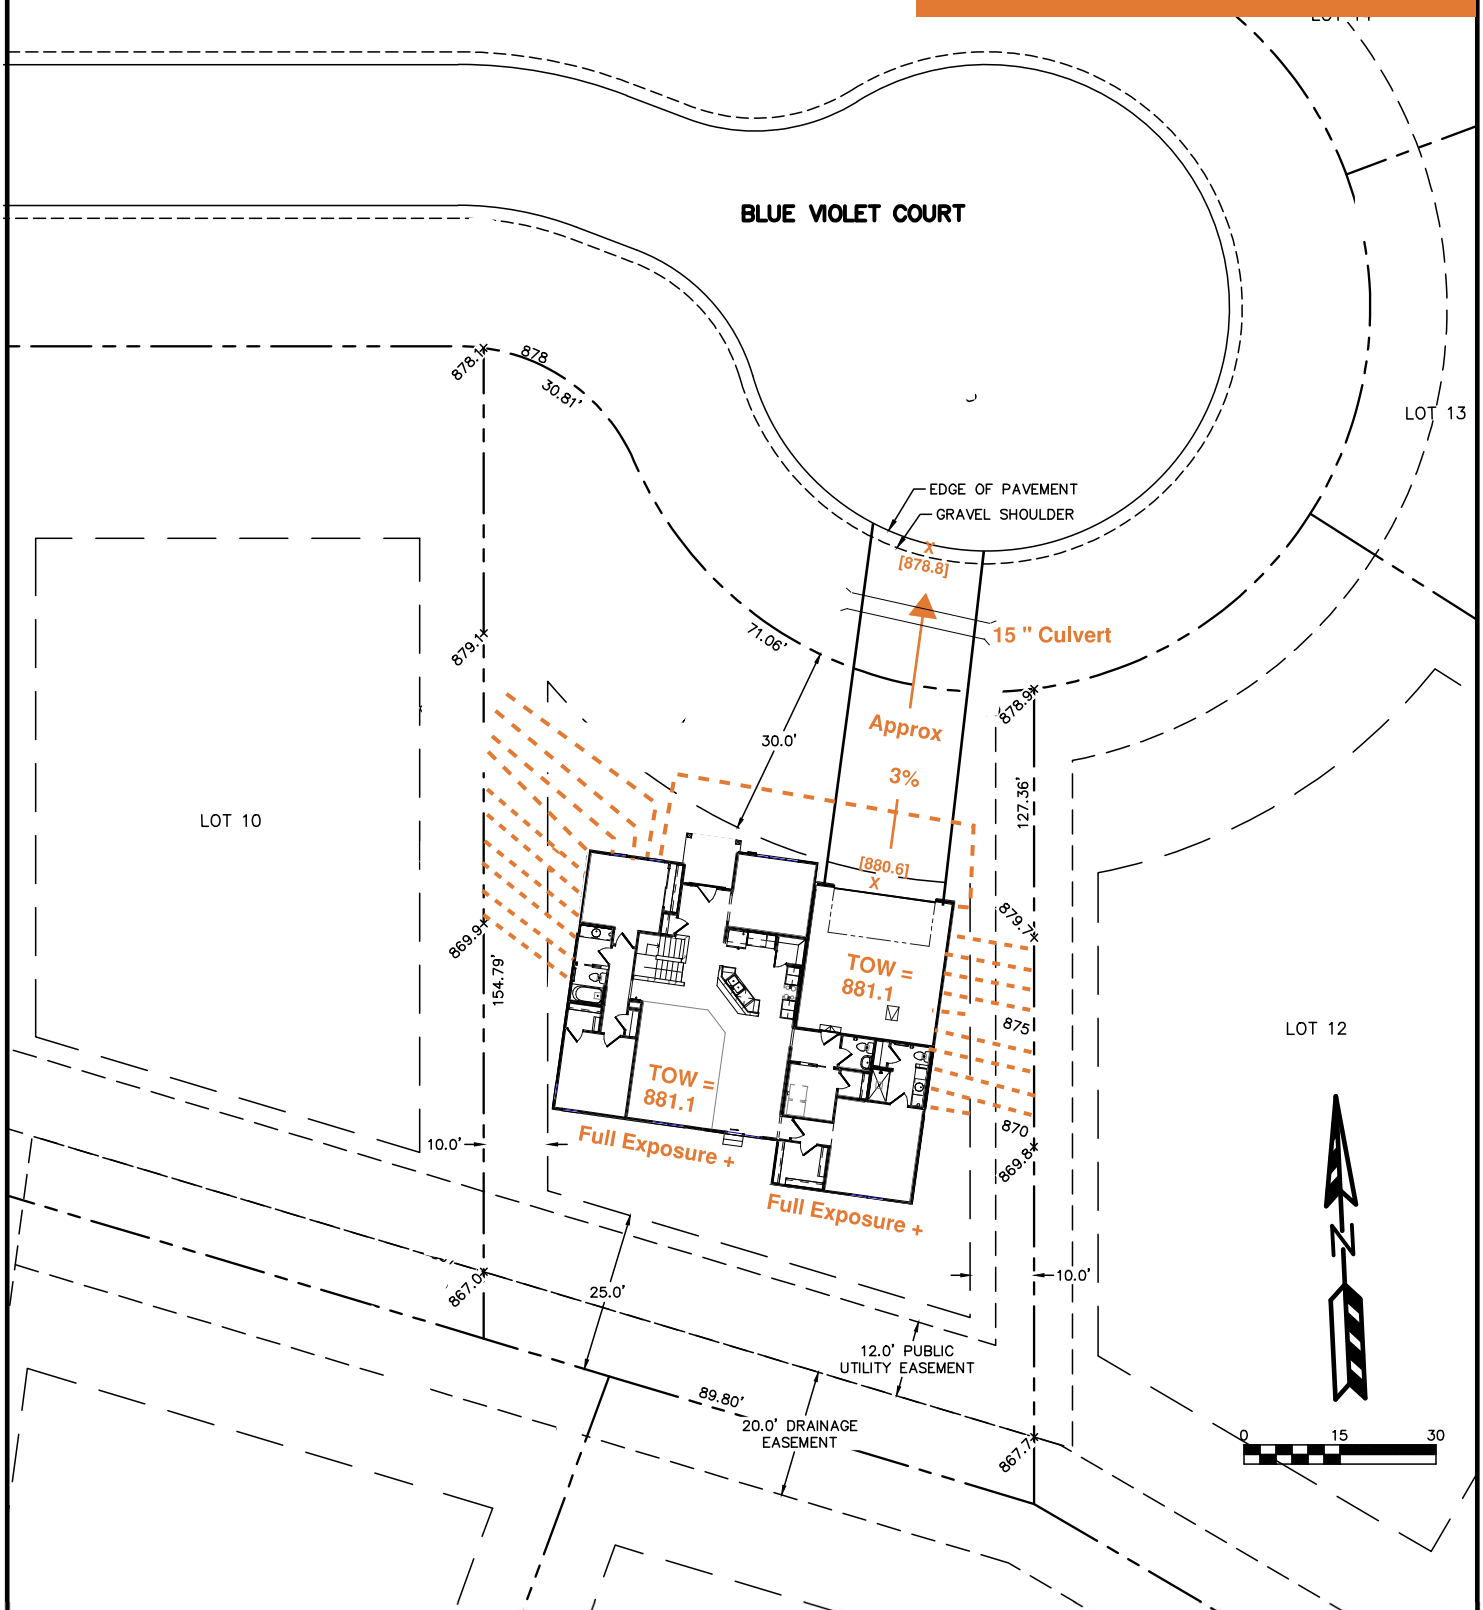 BLUE VIOLET COURT
878.1
878
30.81'
LOT 13
EDGE OF PAVEMENT
GRAVEL SHOULDER
X
[878.8]
15 " Culvert
879.1
71.06'
878.9
Approx
30.0'
3%
127.36'
LOT 10
[880.6]
X
879.7
869.9
154.79'
TOW =
881.1
875
LOT 12
TOW =
881.1
870
Full Exposure +
10.0'
869.8
Full Exposure +
N
867.0
25.0'
10.0'
12.0' PUBLIC
UTILITY EASEMENT
89.80'
20.0' DRAINAGE
EASEMENT
867.7
0 15 30